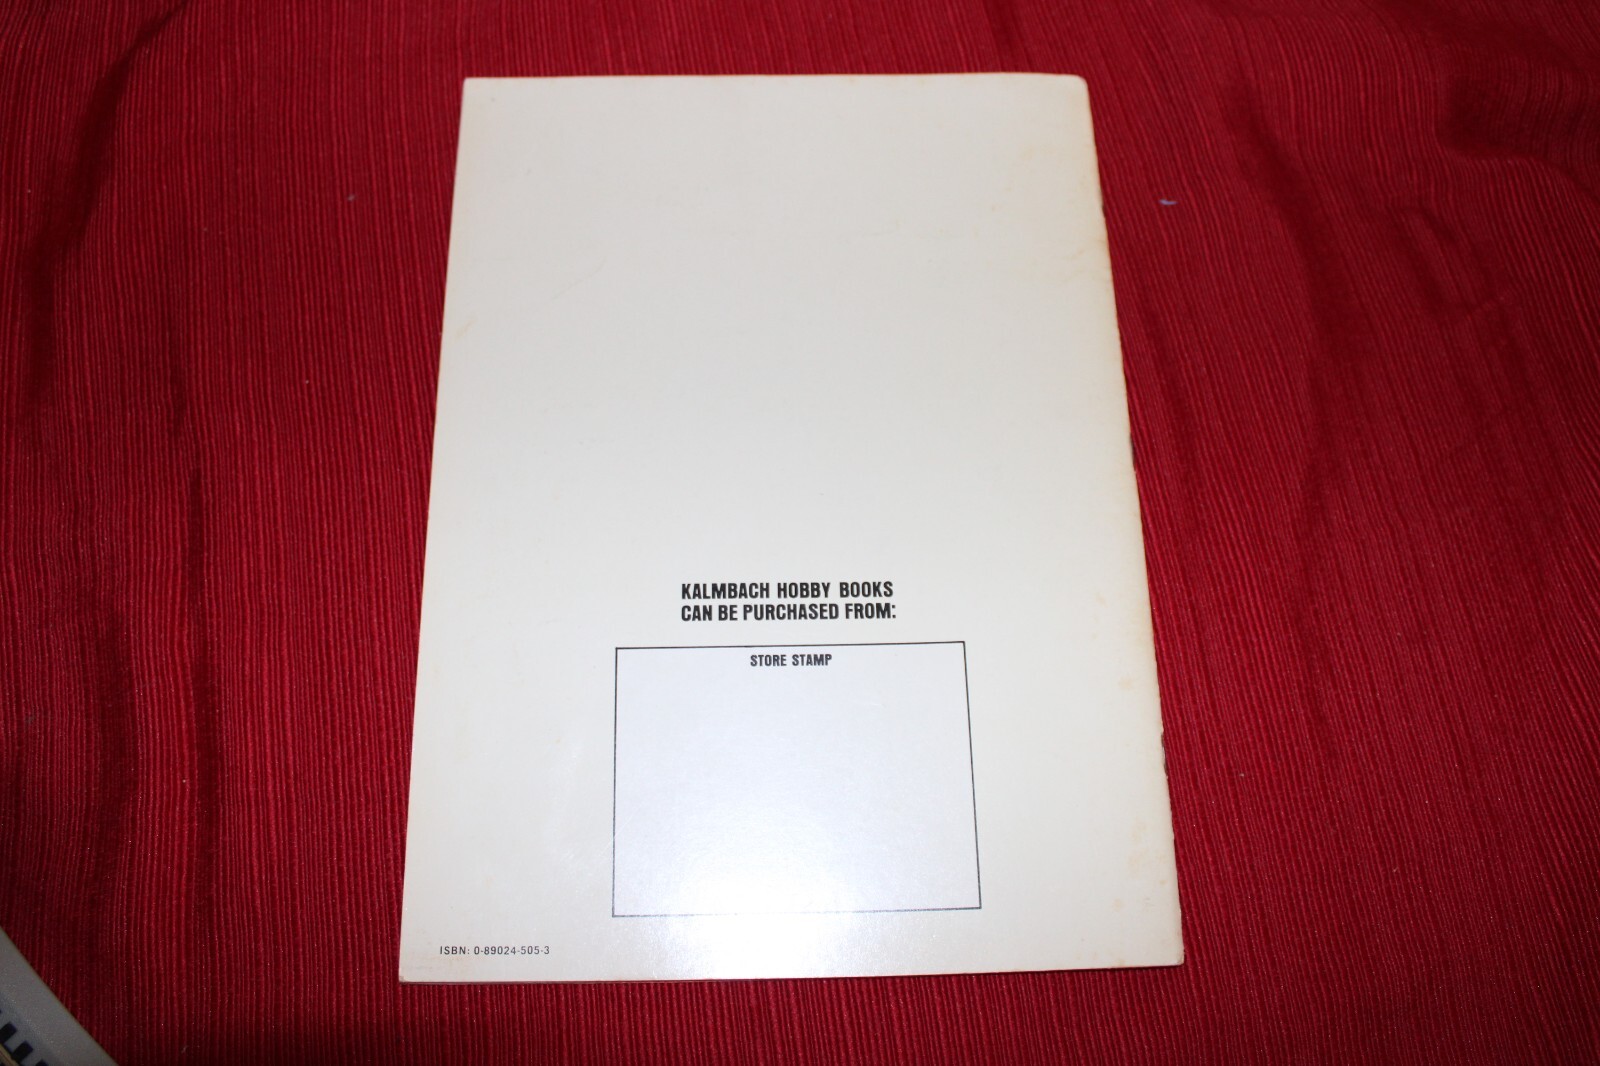 KALMBACH HOBBY BOOKS
CAN BE PURCHASED FROM:
STORE STAMP
ISBN: 0-89024-505-3